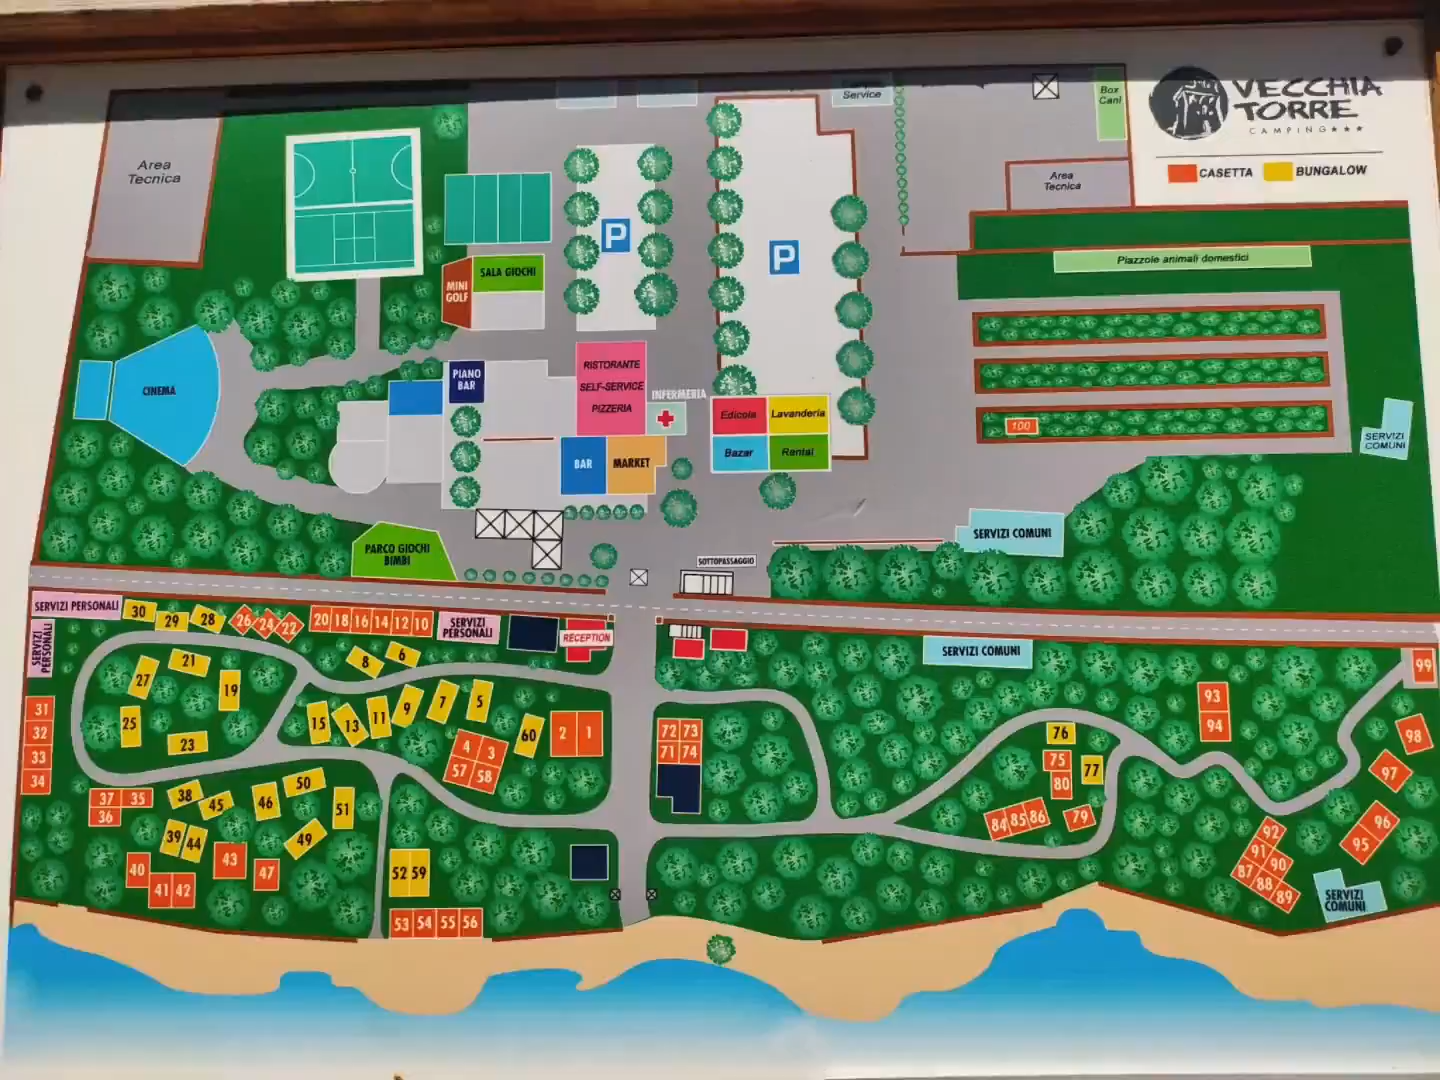 VECCHIA
TORRE
CAMPING★★★
CASETTA
BUNGALOW
Service
Box
Cani
Area
Tecnica
Area
Tecnica
P
P
Piazzole animali domestici
SALA GIOCHI
MINI
GOLF
CINEMA
PIANO
BAR
RISTORANTE
SELF-SERVICE
PIZZERIA
INFERMERIA
Edicola
Lavanderia
Bazar
Rental
BAR
MARKET
100
SERVIZI
COMUNI
SERVIZI COMUNI
PARCO GIOCHI
BIMBI
SOTTOPASSAGGIO
SERVIZI PERSONALI
SERVIZI
PERSONALI
30
29
28
26
24
22
20 18 16 14 12 10
SERVIZI
PERSONALI
RECEPTION
SERVIZI COMUNI
99
8
6
27
21
19
25
23
15
13
11
9
7
5
60
2
1
4
3
57
58
31
32
33
34
37
35
36
38
45
46
50
51
39
44
49
40
41
42
43
47
52
59
53 54 55 56
72 73
71 74
76
75
77
80
79
84
85
86
93
94
98
97
96
95
92
91
90
87
88
89
SERVIZI
COMUNI